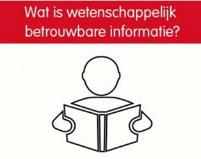 Wat is wetenschappelijk
betrouwbare informatie?